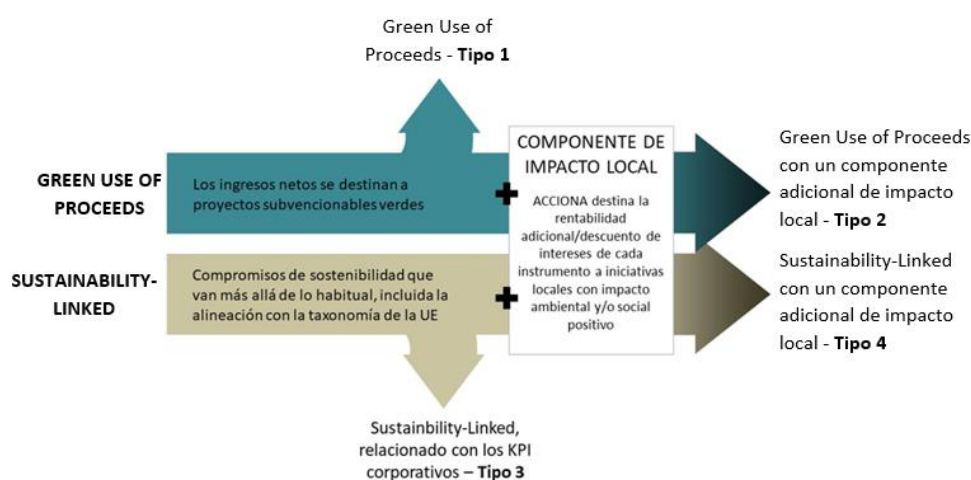 Green Use of
Proceeds - Tipo 1
GREEN USE OF
PROCEEDS
Los ingresos netos se destinan a
proyectos subvencionables verdes
SUSTAINABILITY-
LINKED
Compromisos de sostenibilidad que
van más allá de lo habitual, incluida la
alineación con la taxonomía de la UE
+
+
COMPONENTE DE
IMPACTO LOCAL
ACCIONA destina la
rentabilidad
adicional/descuento de
intereses de cada
instrumento a iniciativas
locales con impacto
ambiental y/o social
positivo
Green Use of Proceeds
con un componente
adicional de impacto
local - Tipo 2
Sustainability-Linked
con un componente
adicional de impacto
local - Tipo 4
Sustainbility-Linked,
relacionado con los KPI
corporativos – Tipo 3